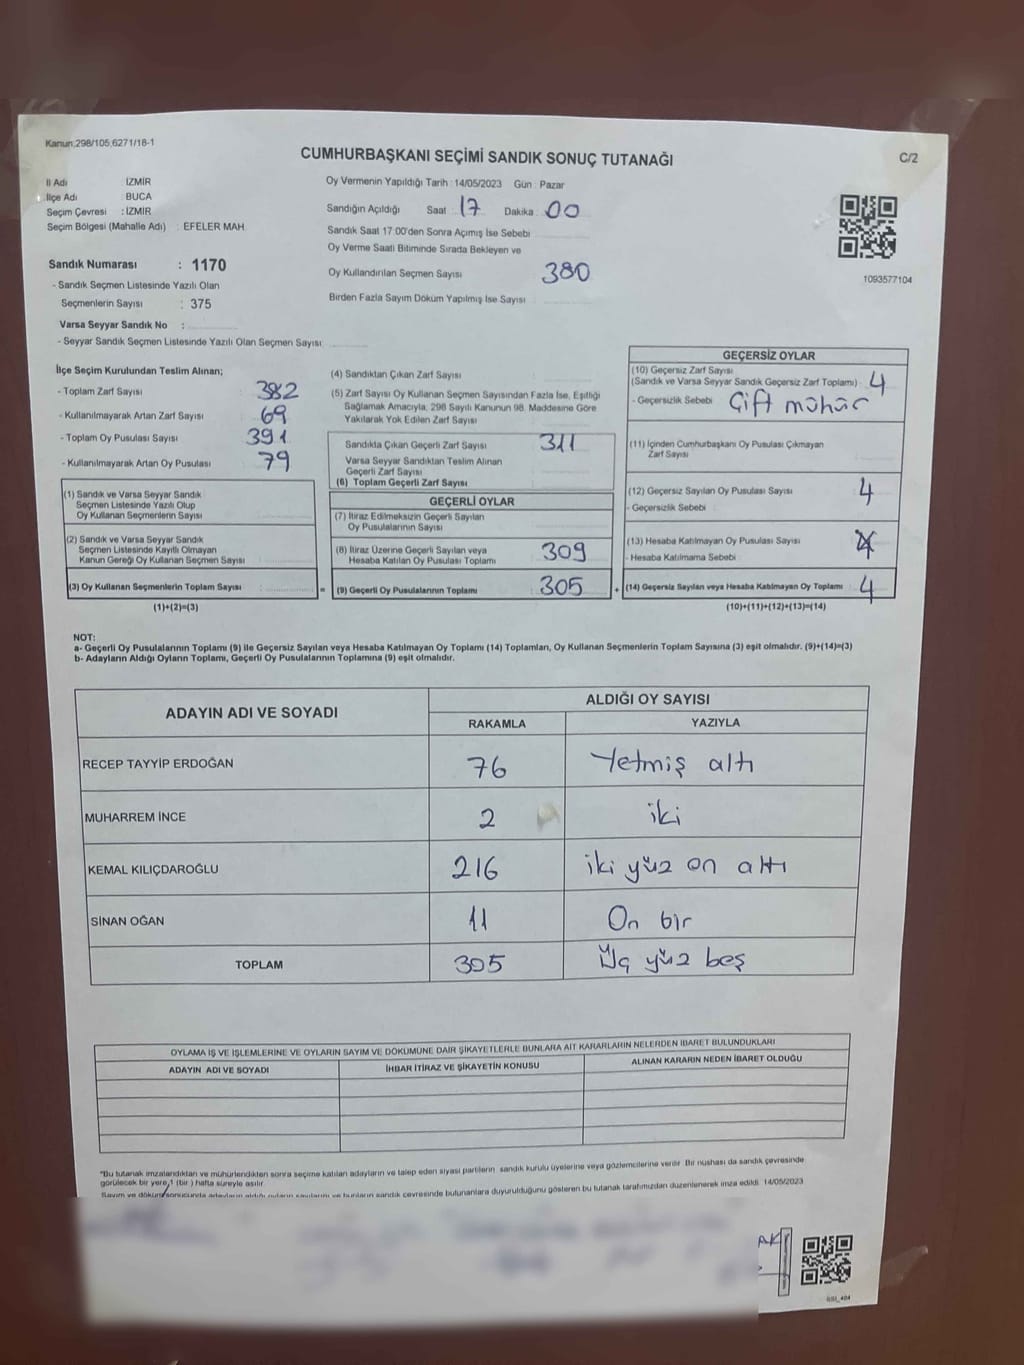 Kanun;298/105,6271/18-1
CUMHURBAŞKANI SEÇİMİ SANDIK SONUÇ TUTANAĞI
C/2
İl Adı İZMİR
İlçe Adı : BUCA
Seçim Çevresi : İZMİR
Seçim Bölgesi (Mahalle Adı) : EFELER MAH
Sandık Numarası : 1170
- Sandık Seçmen Listesinde Yazılı Olan
Seçmenlerin Sayısı : 375
Varsa Seyyar Sandık No :
- Seyyar Sandık Seçmen Listesinde Yazılı Olan Seçmen Sayısı:
Oy Vermenin Yapıldığı Tarih : 14/05/2023 Gün : Pazar
Sandığın Açıldığı Saat : 17 Dakika : 00
Sandık Saat 17:00'den Sonra Açımış İse Sebebi
Oy Verme Saati Bitiminde Sırada Bekleyen ve
Oy Kullandırılan Seçmen Sayısı 380
Birden Fazla Sayım Döküm Yapılmış İse Sayısı
1093577104
İlçe Seçim Kurulundan Teslim Alınan;
- Toplam Zarf Sayısı 382
- Kullanılmayarak Artan Zarf Sayısı 69
- Toplam Oy Pusulası Sayısı 391
- Kullanılmayarak Artan Oy Pusulası 79
(1) Sandık ve Varsa Seyyar Sandık
Seçmen Listesinde Yazılı Olup
Oy Kullanan Seçmenlerin Sayısı
(2) Sandık ve Varsa Seyyar Sandık
Seçmen Listesinde Kayıtlı Olmayan
Kanun Gereği Oy Kullanan Seçmen Sayısı
(3) Oy Kullanan Seçmenlerin Toplam Sayısı :
(1)+(2)=(3)
(4) Sandıktan Çıkan Zarf Sayısı
(5) Zarf Sayısı Oy Kullanan Seçmen Sayısından Fazla İse, Eşitliği
Sağlamak Amacıyla, 298 Sayılı Kanunun 98. Maddesine Göre
Yakılarak Yok Edilen Zarf Sayısı
Sandıkta Çıkan Geçerli Zarf Sayısı 311
Varsa Seyyar Sandıktan Teslim Alınan
Geçerli Zarf Sayısı
(6) Toplam Geçerli Zarf Sayısı
GEÇERLİ OYLAR
(7) İtiraz Edilmeksizin Geçerli Sayılan
Oy Pusulalarının Sayısı
(8) İtiraz Üzerine Geçerli Sayılan veya
Hesaba Katılan Oy Pusulası Toplamı 309
= (9) Geçerli Oy Pusulalarının Toplamı 305
GEÇERSİZ OYLAR
(10) Geçersiz Zarf Sayısı
(Sandık ve Varsa Seyyar Sandık Geçersiz Zarf Toplamı) 4
- Geçersizlik Sebebi Çift mühür
(11) İçinden Cumhurbaşkanı Oy Pusulası Çıkmayan
Zarf Sayısı
(12) Geçersiz Sayılan Oy Pusulası Sayısı 4
- Geçersizlik Sebebi :
(13) Hesaba Katılmayan Oy Pusulası Sayısı
- Hesaba Katılmama Sebebi
+ (14) Geçersiz Sayılan veya Hesaba Katılmayan Oy Toplamı : 4
(10)+(11)+(12)+(13)=(14)
NOT:
a- Geçerli Oy Pusulalarının Toplamı (9) ile Geçersiz Sayılan veya Hesaba Katılmayan Oy Toplamı (14) Toplamları, Oy Kullanan Seçmenlerin Toplam Sayısına (3) eşit olmalıdır. (9)+(14)=(3)
b- Adayların Aldığı Oyların Toplamı, Geçerli Oy Pusulalarının Toplamına (9) eşit olmalıdır.
ADAYIN ADI VE SOYADI
ALDIĞI OY SAYISI
RAKAMLA YAZIYLA
RECEP TAYYİP ERDOĞAN 76 Yetmiş altı
MUHARREM İNCE 2 iki
KEMAL KILIÇDAROĞLU 216 iki yüz on altı
SİNAN OĞAN 11 On bir
TOPLAM 305 Üç yüz beş
OYLAMA İŞ VE İŞLEMLERİNE VE OYLARIN SAYIM VE DÖKÜMÜNE DAİR ŞİKAYETLERLE BUNLARA AİT KARARLARIN NELERDEN İBARET BULUNDUKLARI
ADAYIN ADI VE SOYADI İHBAR İTİRAZ VE ŞİKAYETİN KONUSU ALINAN KARARIN NEDEN İBARET OLDUĞU
*Bu tutanak imzalandıktan ve mühürlendikten sonra seçime katılan adayların ve talep eden siyasi partilerin sandık kurulu üyelerine veya gözlemcilerine verilir. Bir nüshası da sandık çevresinde
görülecek bir yere,1 (bir ) hafta süreyle asılır.
Sayım ve döküm sonucunda adayların aldığı oyların sayılarını ve bunların sandık çevresinde bulunanlara duyurulduğunu gösteren bu tutanak tarafımızdan düzenlenerek imza edildi. 14/05/2023
AK